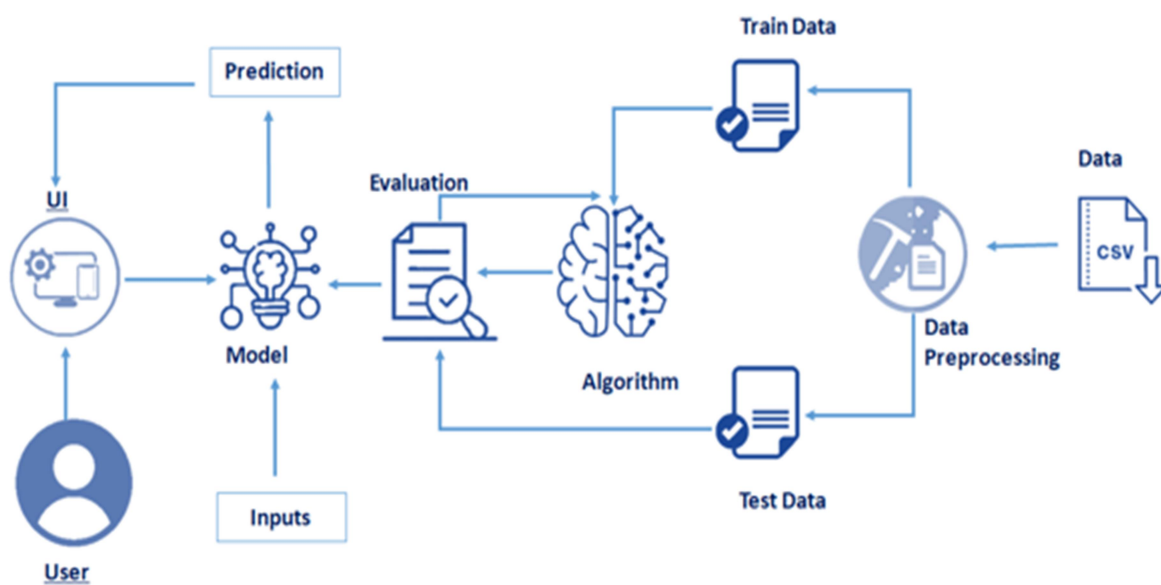 Train Data
Prediction
Data
Evaluation
UI
CSV
Data
Preprocessing
Model
Algorithm
Test Data
Inputs
User